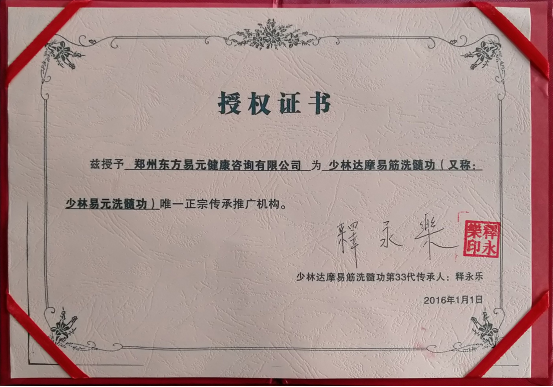 授权证书
兹授予 郑州东方易元健康咨询有限公司 为 少林达摩易筋洗髓功（又称：
少林易元洗髓功）唯一正宗传承推广机构。
释永樂
釋永樂印
少林达摩易筋洗髓功第33代传承人：释永乐
2016年1月1日